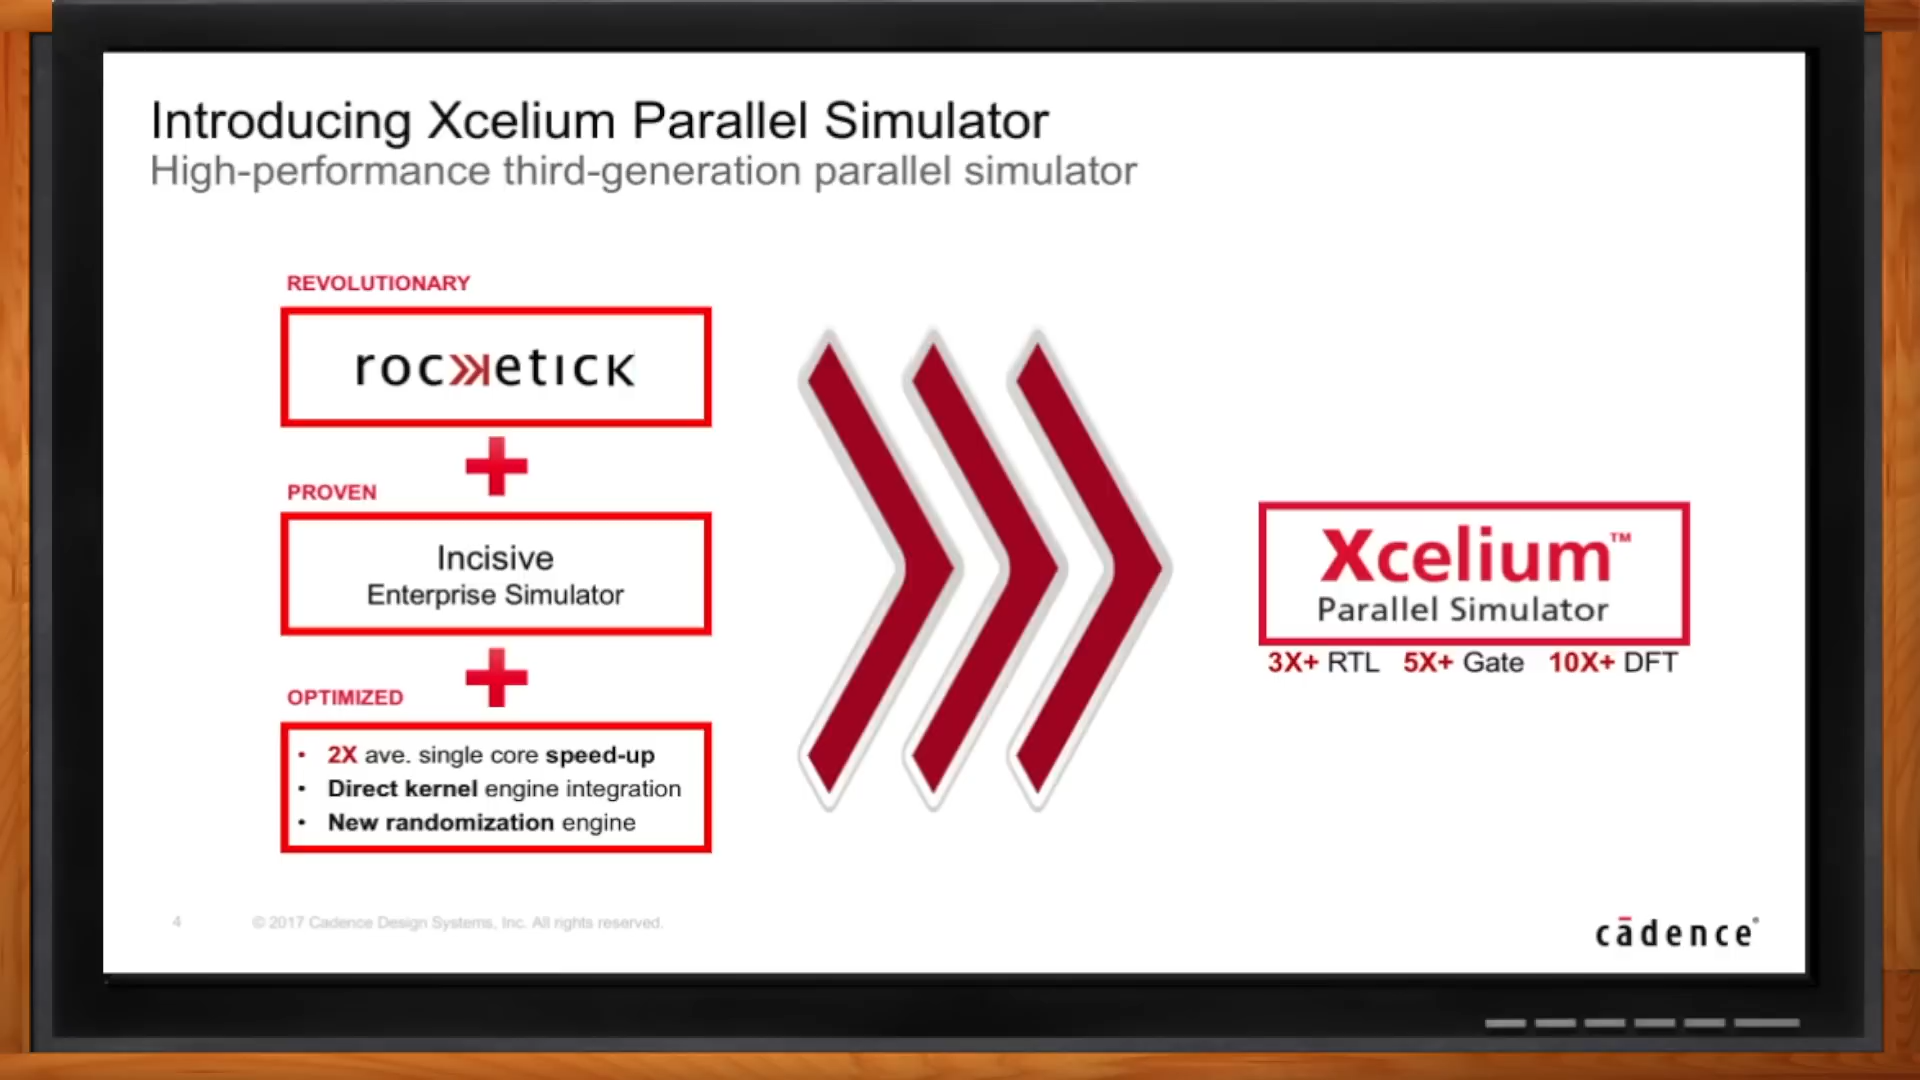 Introducing Xcelium Parallel Simulator
High-performance third-generation parallel simulator
REVOLUTIONARY
rocketick
PROVEN
Incisive
Enterprise Simulator
OPTIMIZED
• 2X ave. single core speed-up
• Direct kernel engine integration
• New randomization engine
Xcelium™
Parallel Simulator
3X+ RTL 5X+ Gate 10X+ DFT
4 © 2017 Cadence Design Systems, Inc. All rights reserved.
cādence®